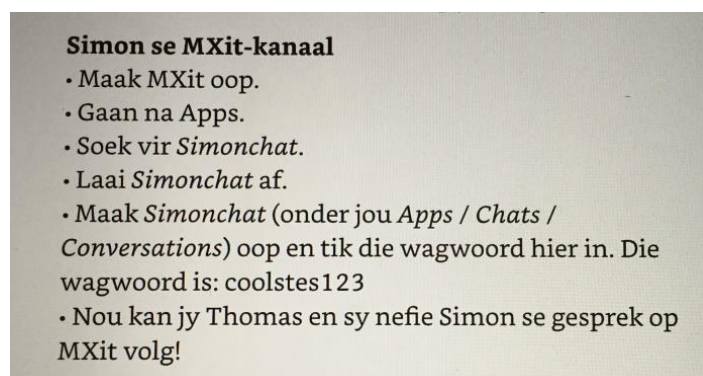 Simon se MXit-kanaal
• Maak MXit oop.
• Gaan na Apps.
• Soek vir Simonchat.
• Laai Simonchat af.
• Maak Simonchat (onder jou Apps / Chats /
Conversations) oop en tik die wagwoord hier in. Die
wagwoord is: coolstes123
• Nou kan jy Thomas en sy nefie Simon se gesprek op
MXit volg!